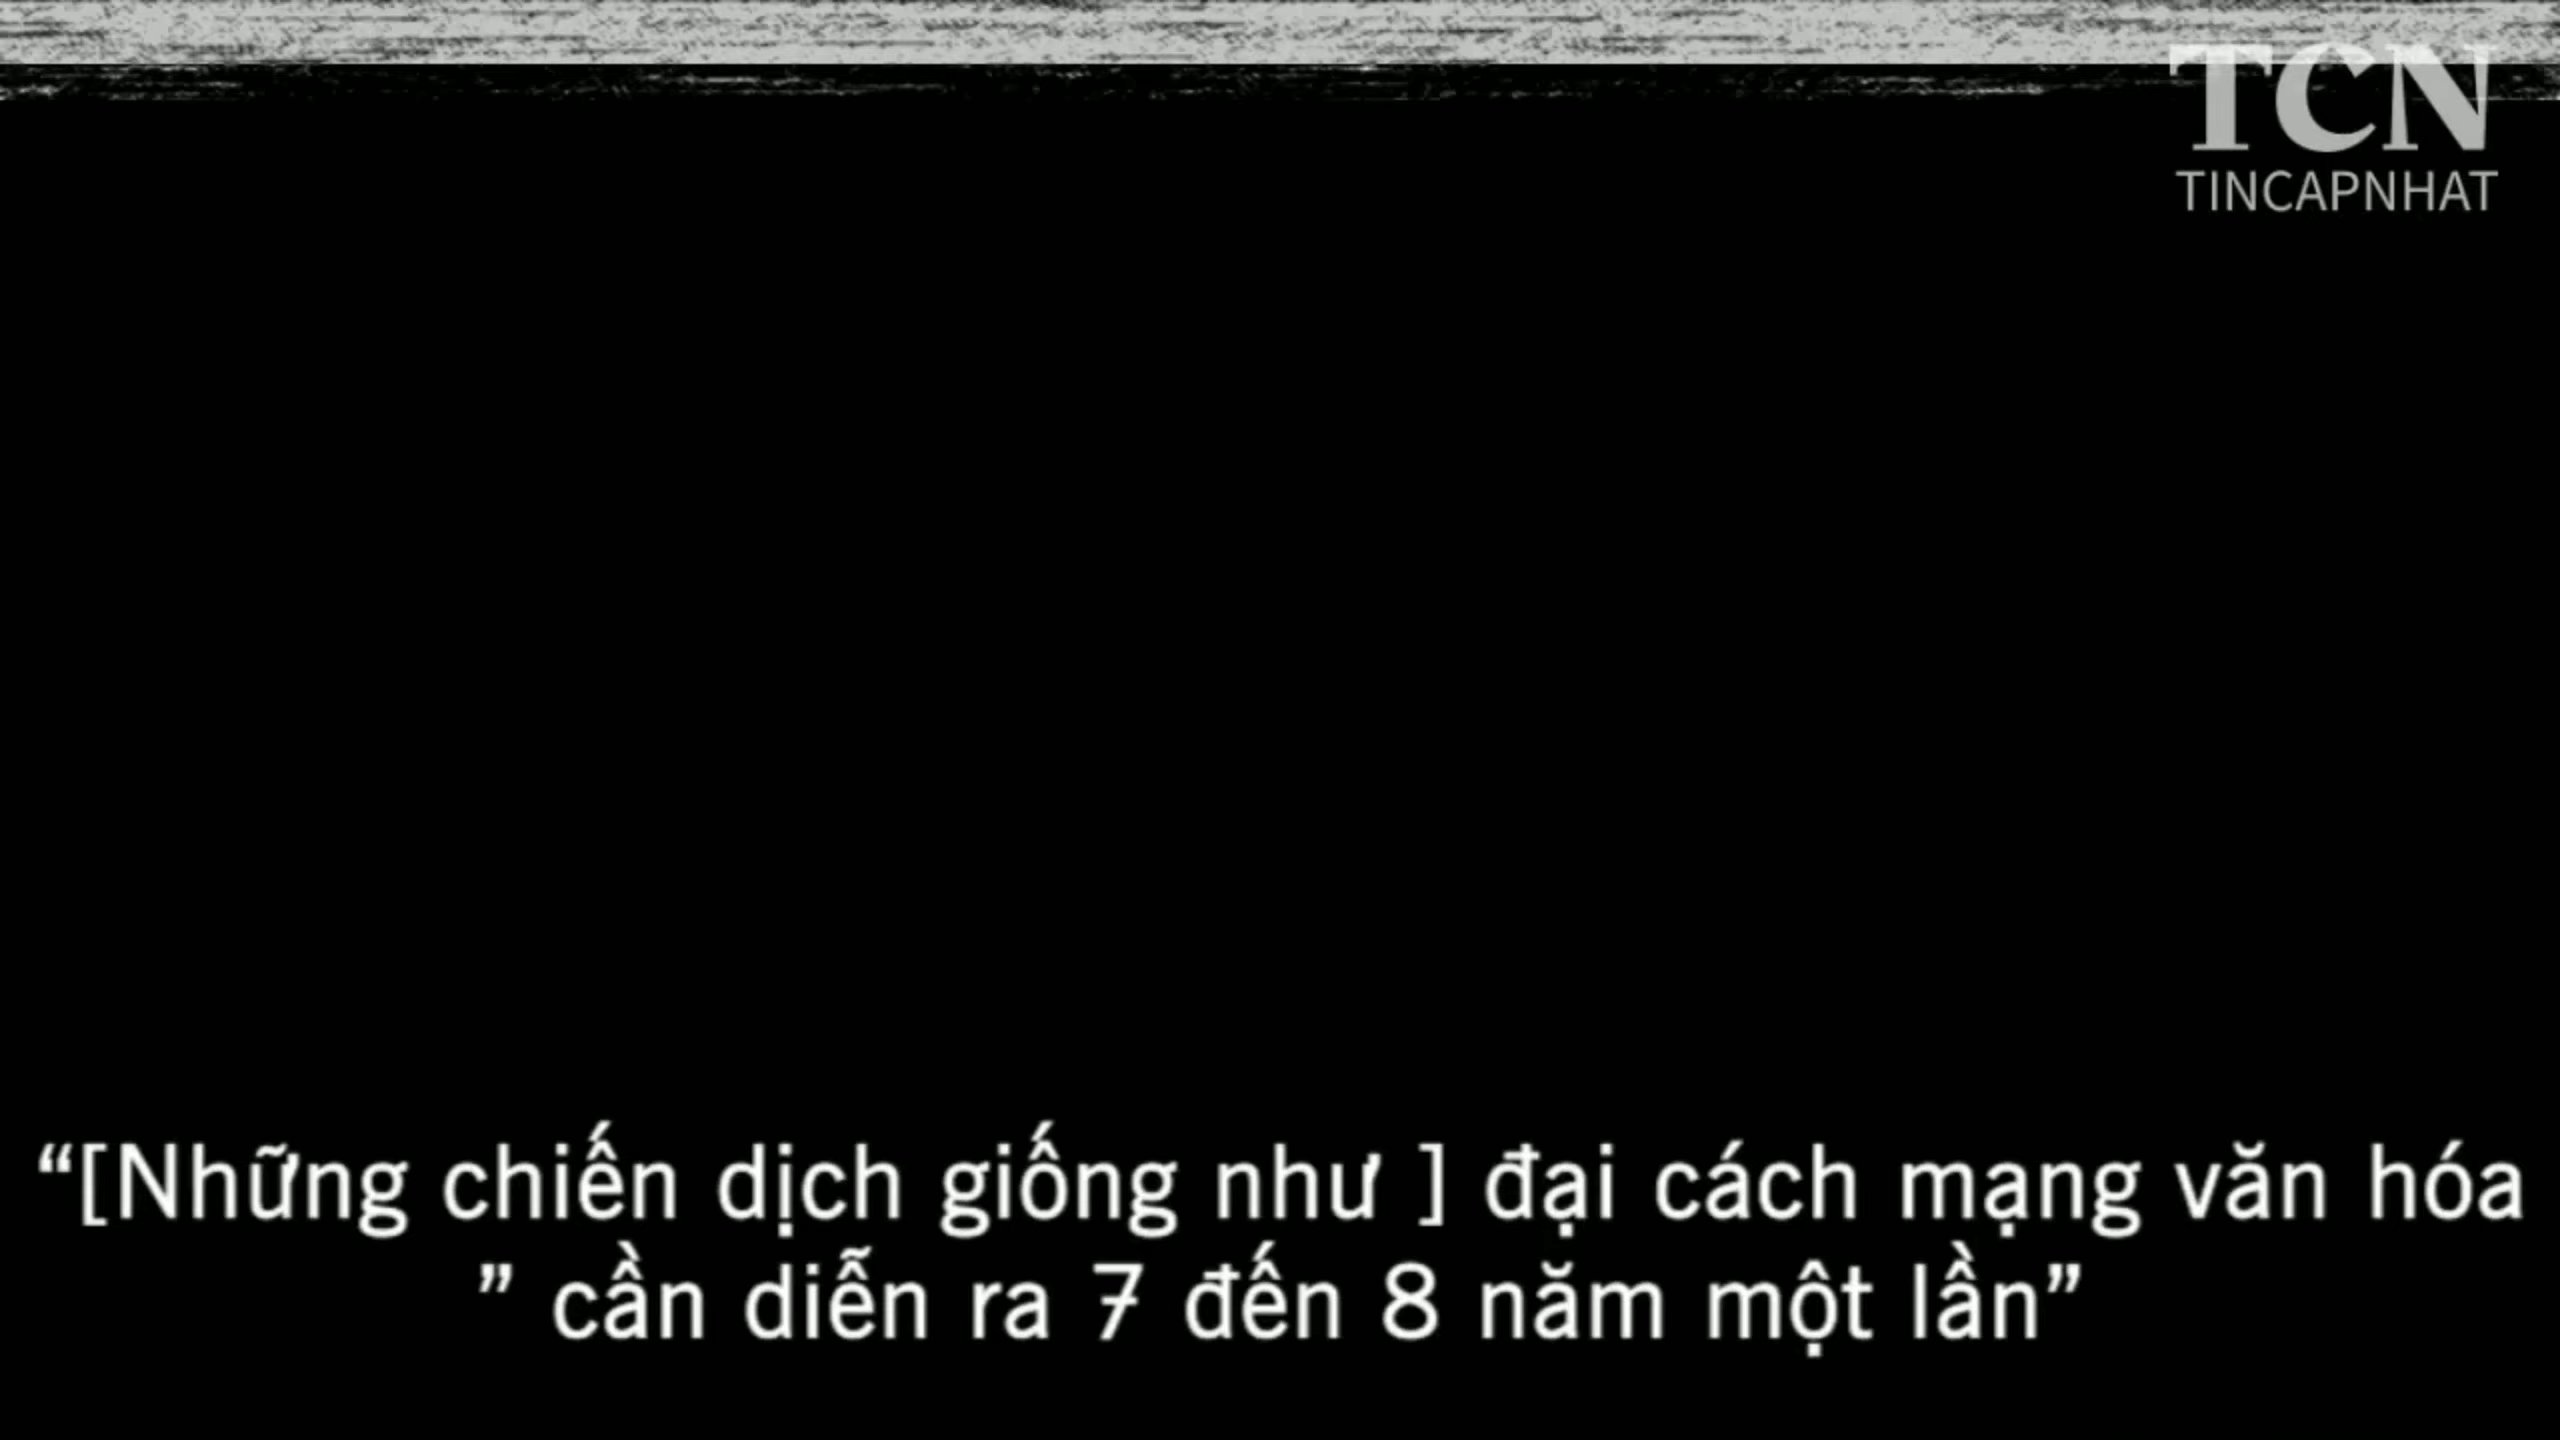 TCN
TINCAPNHAT
“[Những chiến dịch giống như ] đại cách mạng văn hóa
” cần diễn ra 7 đến 8 năm một lần”